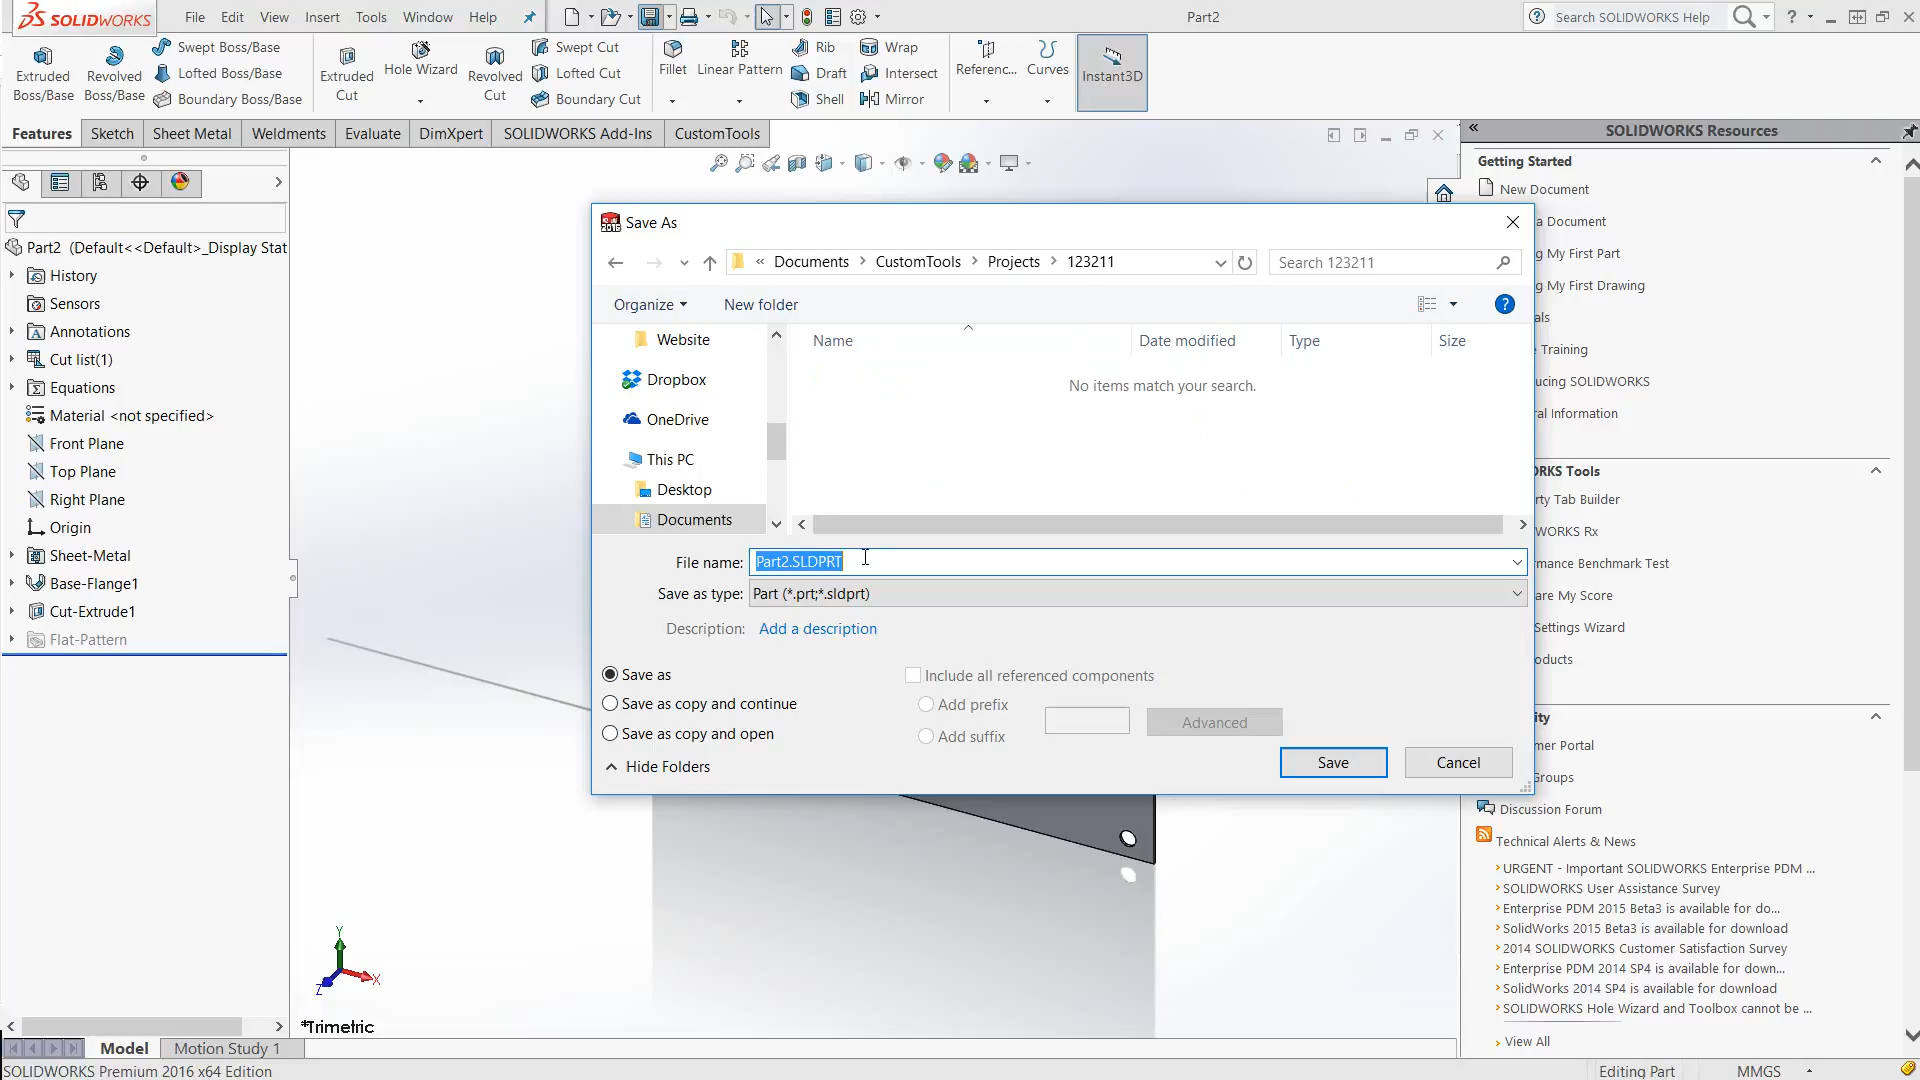 SOLIDWORKS File Edit View Insert Tools Window Help Part2 Search SOLIDWORKS Help
Extruded Boss/Base
Revolved Boss/Base
Swept Boss/Base
Lofted Boss/Base
Boundary Boss/Base
Extruded Cut
Hole Wizard
Revolved Cut
Swept Cut
Lofted Cut
Boundary Cut
Fillet
Linear Pattern
Rib
Draft
Shell
Wrap
Intersect
Mirror
Referenc...
Curves
Instant3D
Features Sketch Sheet Metal Weldments Evaluate DimXpert SOLIDWORKS Add-Ins CustomTools
Part2 (Default<<Default>_Display Stat
History
Sensors
Annotations
Cut list(1)
Equations
Material <not specified>
Front Plane
Top Plane
Right Plane
Origin
Sheet-Metal
Base-Flange1
Cut-Extrude1
Flat-Pattern
Save As
« Documents > CustomTools > Projects > 123211
Search 123211
Organize New folder
Website
Dropbox
OneDrive
This PC
Desktop
Documents
Name Date modified Type Size
No items match your search.
File name: Part2.SLDPRT
Save as type: Part (*.prt;*.sldprt)
Description: Add a description
Save as
Save as copy and continue
Save as copy and open
Include all referenced components
Add prefix
Add suffix
Advanced
Hide Folders
Save Cancel
SOLIDWORKS Resources
Getting Started
New Document
a Document
g My First Part
g My First Drawing
als
Training
ucing SOLIDWORKS
al Information
RKS Tools
rty Tab Builder
ORKS Rx
mance Benchmark Test
are My Score
Settings Wizard
oducts
ity
mer Portal
Groups
Discussion Forum
Technical Alerts & News
URGENT - Important SOLIDWORKS Enterprise PDM ...
SOLIDWORKS User Assistance Survey
Enterprise PDM 2015 Beta3 is available for do...
SolidWorks 2015 Beta3 is available for download
2014 SOLIDWORKS Customer Satisfaction Survey
Enterprise PDM 2014 SP4 is available for down...
SolidWorks 2014 SP4 is available for download
SOLIDWORKS Hole Wizard and Toolbox cannot be ...
View All
Y
X
Z
*Trimetric
Model Motion Study 1
SOLIDWORKS Premium 2016 x64 Edition Editing Part MMGS